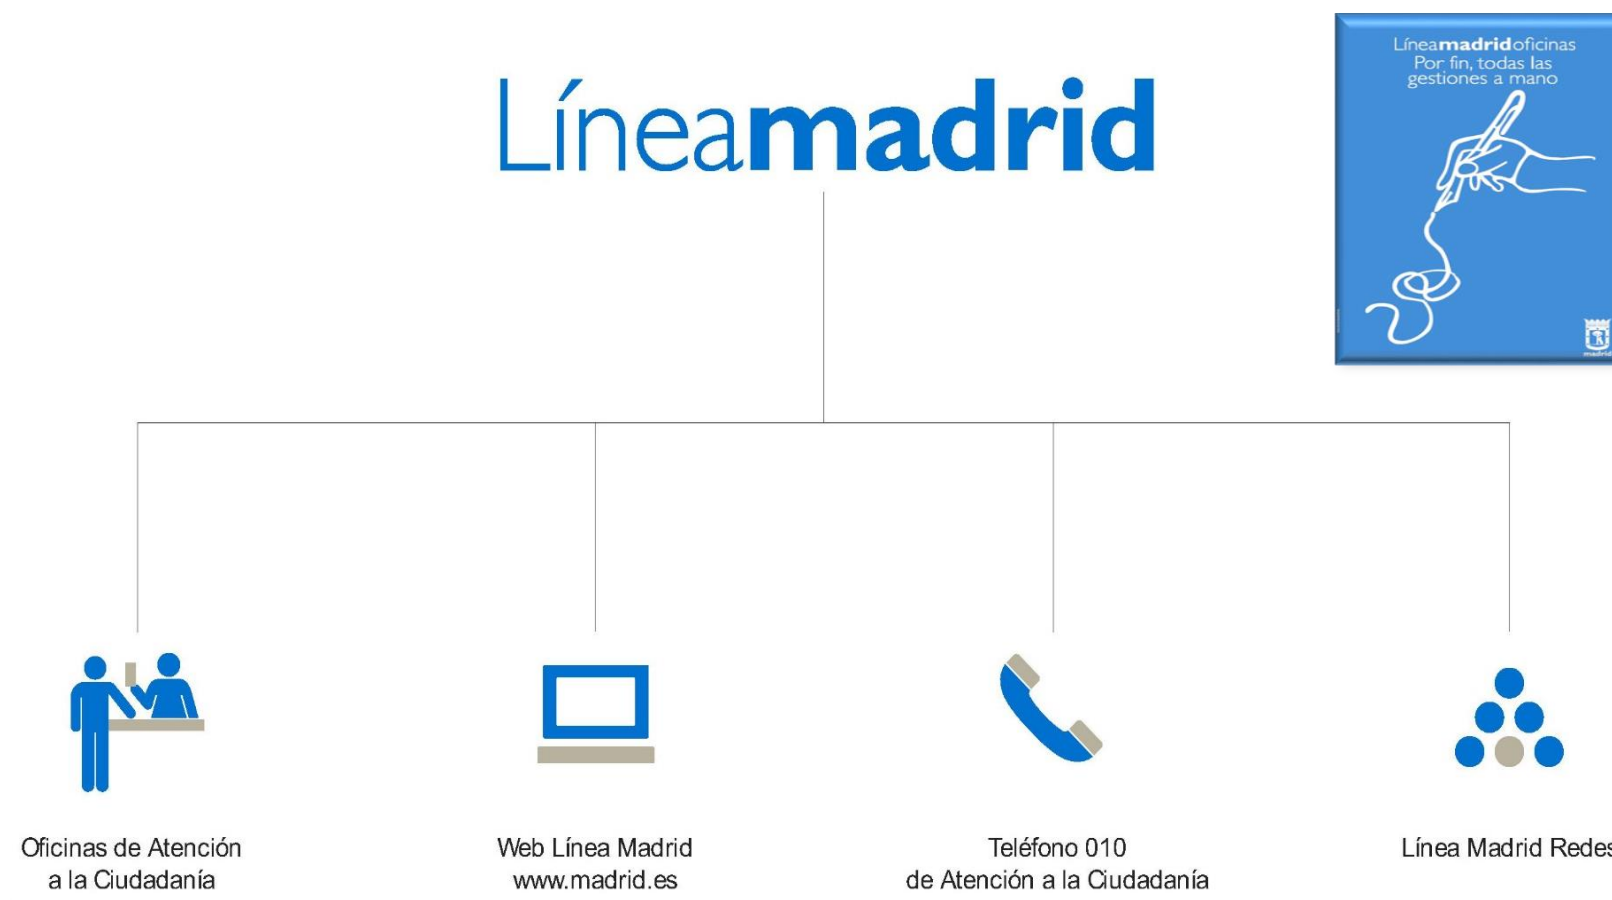 Líneamadrid
Líneamadridoficinas
Por fin, todas las
gestiones a mano
madrid
Oficinas de Atención
a la Ciudadanía
Web Línea Madrid
www.madrid.es
Teléfono 010
de Atención a la Ciudadanía
Línea Madrid Redes